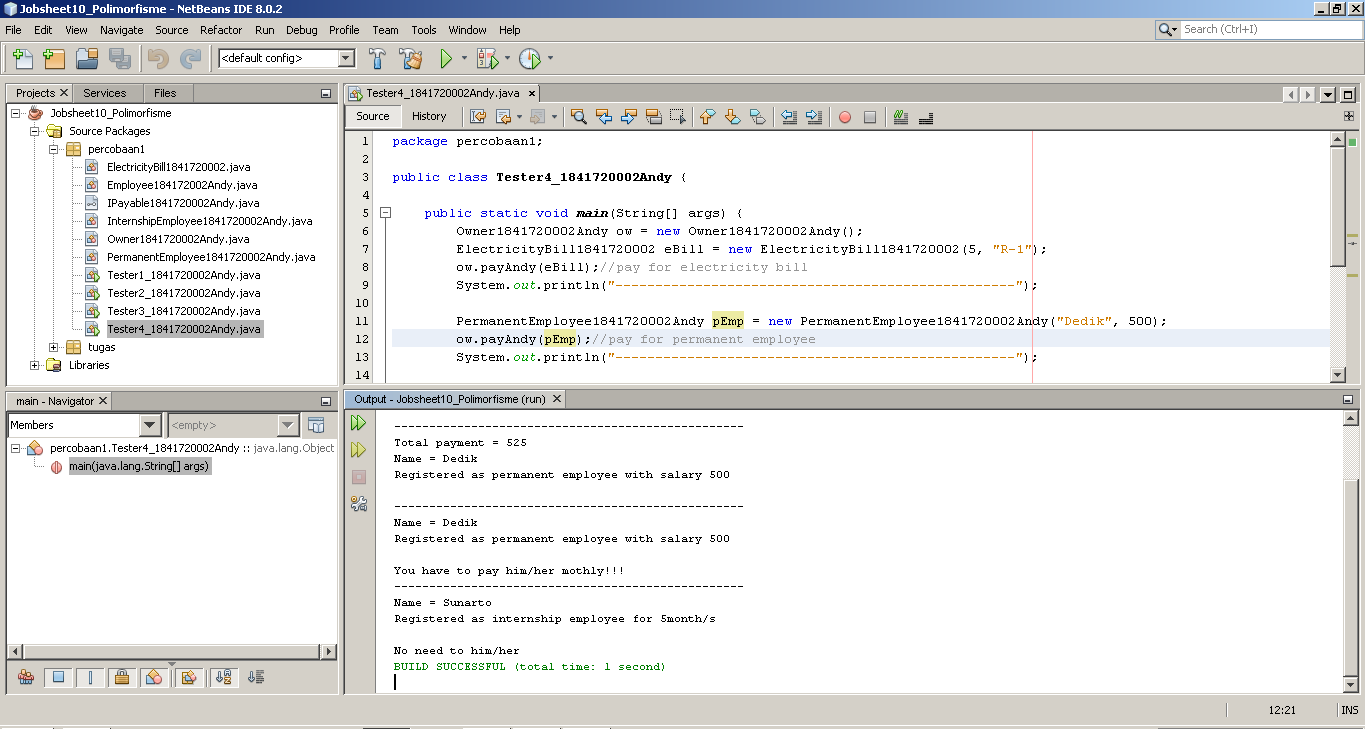 Jobsheet10_Polimorfisme - NetBeans IDE 8.0.2
File Edit View Navigate Source Refactor Run Debug Profile Team Tools Window Help
Search (Ctrl+I)
<default config>
Projects Services Files
Jobsheet10_Polimorfisme
Source Packages
percobaan1
ElectricityBill1841720002.java
Employee1841720002Andy.java
IPayable1841720002Andy.java
InternshipEmployee1841720002Andy.java
Owner1841720002Andy.java
PermanentEmployee1841720002Andy.java
Tester1_1841720002Andy.java
Tester2_1841720002Andy.java
Tester3_1841720002Andy.java
Tester4_1841720002Andy.java
tugas
Libraries
main - Navigator
Members <empty>
percobaan1.Tester4_1841720002Andy :: java.lang.Object
main(java.lang.String[] args)
Tester4_1841720002Andy.java
Source History
1 package percobaan1;
2
3 public class Tester4_1841720002Andy {
4
5 public static void main(String[] args) {
6 Owner1841720002Andy ow = new Owner1841720002Andy();
7 ElectricityBill1841720002 eBill = new ElectricityBill1841720002(5, "R-1");
8 ow.payAndy(eBill);//pay for electricity bill
9 System.out.println("--------------------------------------------------");
10
11 PermanentEmployee1841720002Andy pEmp = new PermanentEmployee1841720002Andy("Dedik", 500);
12 ow.payAndy(pEmp);//pay for permanent employee
13 System.out.println("--------------------------------------------------");
14
Output - Jobsheet10_Polimorfisme (run)
--------------------------------------------------
Total payment = 525
Name = Dedik
Registered as permanent employee with salary 500
--------------------------------------------------
Name = Dedik
Registered as permanent employee with salary 500
You have to pay him/her mothly!!!
--------------------------------------------------
Name = Sunarto
Registered as internship employee for 5month/s
No need to him/her
BUILD SUCCESSFUL (total time: 1 second)
12:21 INS